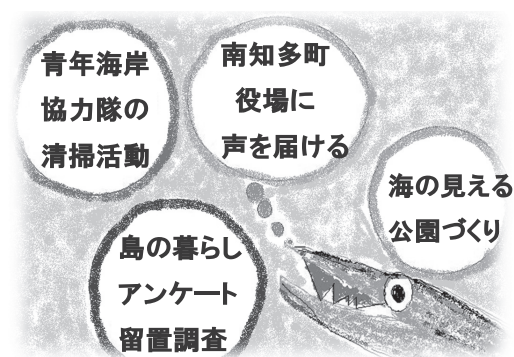 青年海岸
協力隊の
清掃活動
南知多町
役場に
声を届ける
海の見える
公園づくり
島の暮らし
アンケート
留置調査